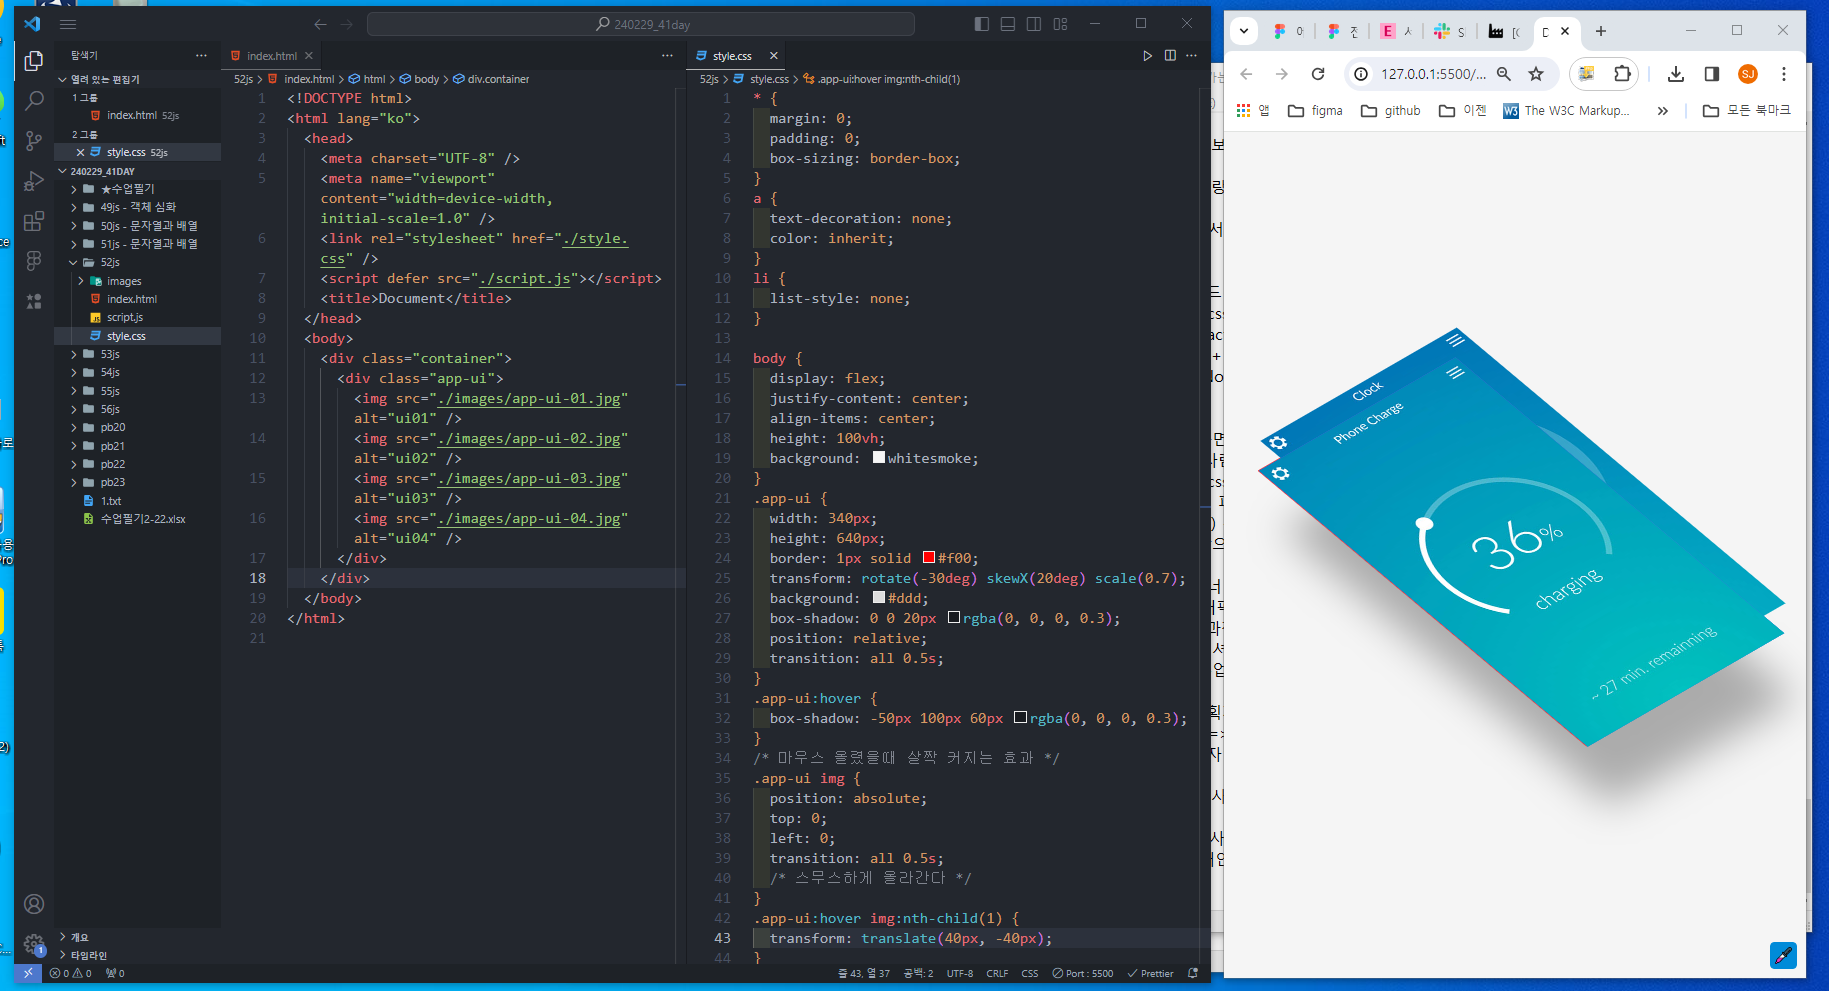 240229_41day
탐색기
열려 있는 편집기
1 그룹
index.html 52js
2 그룹
style.css 52js
240229_41DAY
★수업필기
49js - 객체 심화
50js - 문자열과 배열
51js - 문자열과 배열
52js
images
index.html
script.js
style.css
53js
54js
55js
56js
pb20
pb21
pb22
pb23
1.txt
수업필기2-22.xlsx
개요
타임라인
index.html
52js > index.html > html > body > div.container
1 <!DOCTYPE html>
2 <html lang="ko">
3 <head>
4 <meta charset="UTF-8" />
5 <meta name="viewport"
content="width=device-width,
initial-scale=1.0" />
6 <link rel="stylesheet" href="./style.
css" />
7 <script defer src="./script.js"></script>
8 <title>Document</title>
9 </head>
10 <body>
11 <div class="container">
12 <div class="app-ui">
13 <img src="./images/app-ui-01.jpg"
alt="ui01" />
14 <img src="./images/app-ui-02.jpg"
alt="ui02" />
15 <img src="./images/app-ui-03.jpg"
alt="ui03" />
16 <img src="./images/app-ui-04.jpg"
alt="ui04" />
17 </div>
18 </div>
19 </body>
20 </html>
21
style.css
52js > style.css > .app-ui:hover img:nth-child(1)
1 * {
2 margin: 0;
3 padding: 0;
4 box-sizing: border-box;
5 }
6 a {
7 text-decoration: none;
8 color: inherit;
9 }
10 li {
11 list-style: none;
12 }
13
14 body {
15 display: flex;
16 justify-content: center;
17 align-items: center;
18 height: 100vh;
19 background: whitesmoke;
20 }
21 .app-ui {
22 width: 340px;
23 height: 640px;
24 border: 1px solid #f00;
25 transform: rotate(-30deg) skewX(20deg) scale(0.7);
26 background: #ddd;
27 box-shadow: 0 0 20px rgba(0, 0, 0, 0.3);
28 position: relative;
29 transition: all 0.5s;
30 }
31 .app-ui:hover {
32 box-shadow: -50px 100px 60px rgba(0, 0, 0, 0.3);
33 }
34 /* 마우스 올렸을때 살짝 커지는 효과 */
35 .app-ui img {
36 position: absolute;
37 top: 0;
38 left: 0;
39 transition: all 0.5s;
40 /* 스무스하게 올라간다 */
41 }
42 .app-ui:hover img:nth-child(1) {
43 transform: translate(40px, -40px);
44 }
1
0 0 0
줄 43, 열 37 공백: 2 UTF-8 CRLF CSS Port : 5500 Prettier
127.0.0.1:5500/...
SJ
앱 figma github 이젠 The W3C Markup... » 모든 북마크
Clock
Phone Charge
36%
charging
~ 27 min. remainning